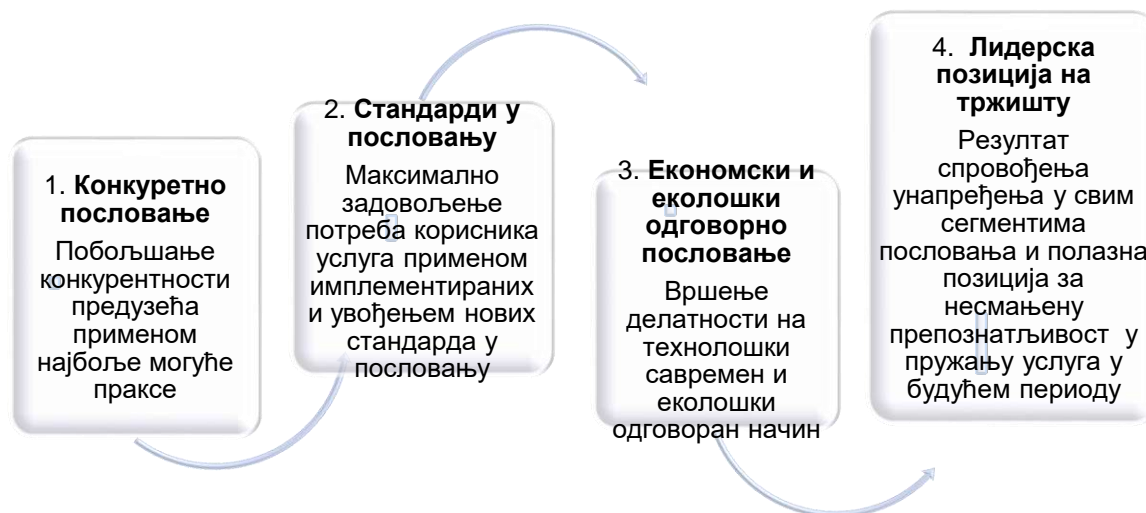 1. Конкуретно
пословање
Побољшање
конкурентности
предузећа
применом
најбоље могуће
праксе
2. Стандарди у
пословању
Максимално
задовољење
потреба корисника
услуга применом
имплементираних
и увођењем нових
стандарда у
пословању
3. Економски и
еколошки
одговорно
пословање
Вршење
делатности на
технолошки
савремен и
еколошки
одговоран начин
4. Лидерска
позиција на
тржишту
Резултат
спровођења
унапређења у свим
сегментима
пословања и полазна
позиција за
несмањену
препознатљивост у
пружању услуга у
будућем периоду